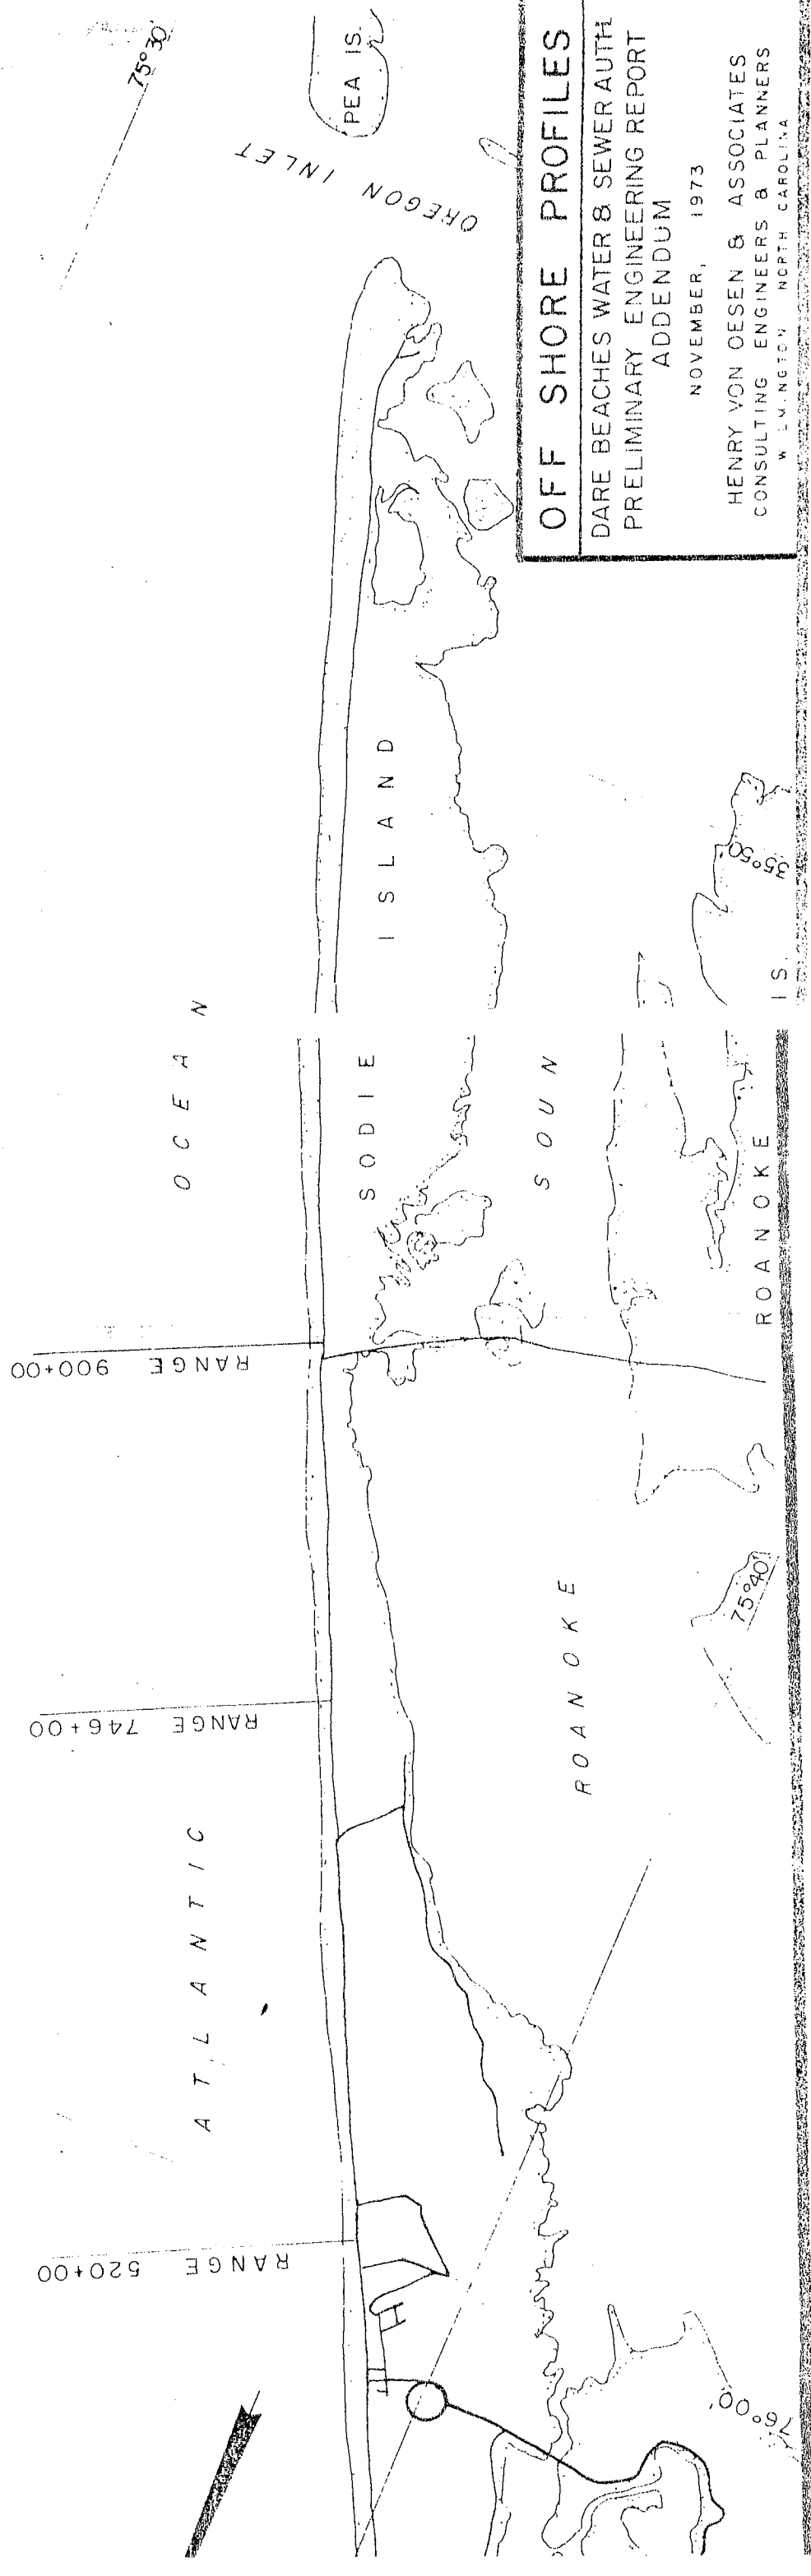 OFF SHORE PROFILES
DARE BEACHES WATER & SEWER AUTH.
PRELIMINARY ENGINEERING REPORT
ADDENDUM
NOVEMBER, 1973
HENRY VON OESEN & ASSOCIATES
CONSULTING ENGINEERS & PLANNERS
WILMINGTON NORTH CAROLINA
75°30'
PEA IS.
OREGON INLET
ISLAND
35°50'
IS.
OCEAN
SODIE
SOUN
ROANOKE
RANGE 900+00
ROANOKE
75°40'
RANGE 746+00
ATLANTIC
RANGE 520+00
76°00'